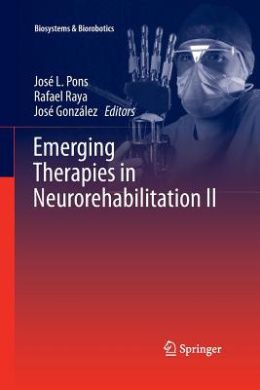 Biosystems & Biorobotics
José L. Pons
Rafael Raya
José González Editors
Emerging
Therapies in
Neurorehabilitation II
Springer